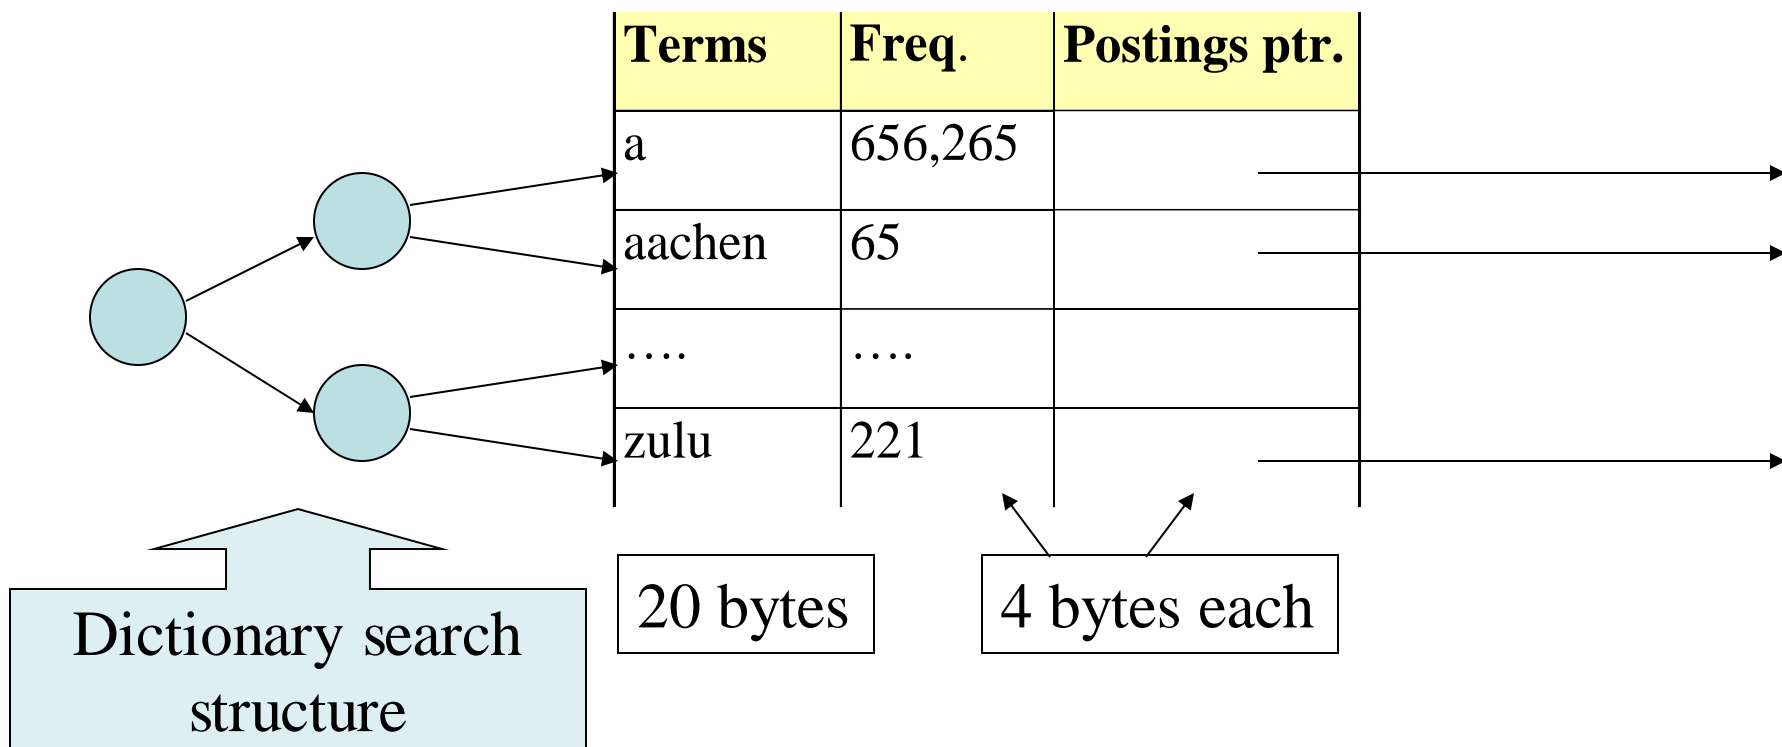 Terms Freq. Postings ptr.
a 656,265
aachen 65
.... ....
zulu 221
20 bytes 4 bytes each
Dictionary search
structure